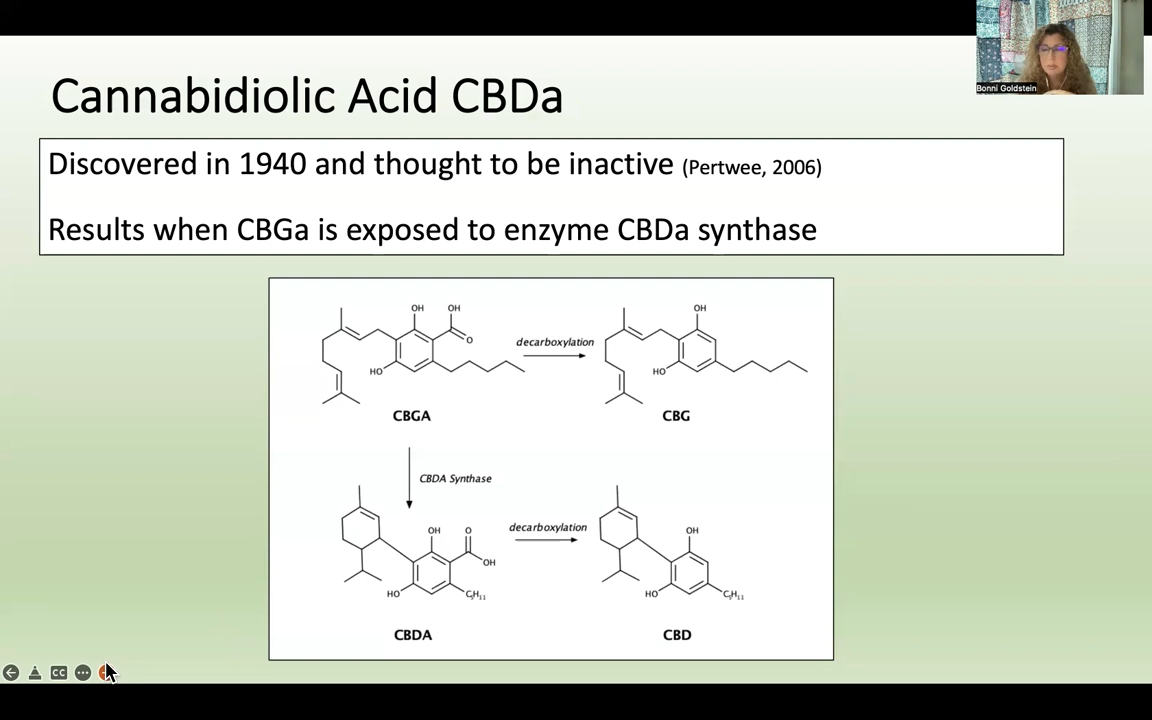 Bonni Goldstein
Cannabidiolic Acid CBDa
Discovered in 1940 and thought to be inactive (Pertwee, 2006)
Results when CBGa is exposed to enzyme CBDa synthase
OH OH
O
HO
CBGA
decarboxylation
OH
HO
CBG
CBDA Synthase
OH O
OH
HO
C5H11
CBDA
decarboxylation
OH
HO
C5H11
CBD
CC